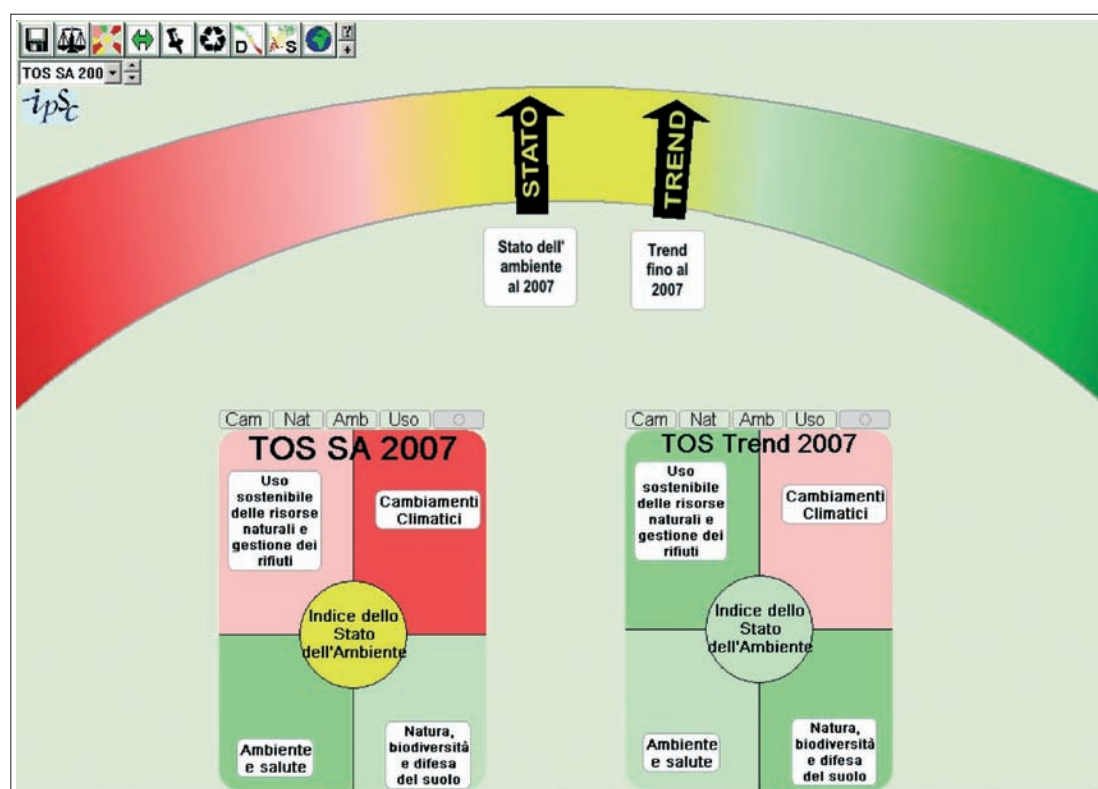 D
S
?
+
TOS SA 200
ipSc
STATO
TREND
Stato dell'
ambiente
al 2007
Trend
fino al
2007
Cam Nat Amb Uso
TOS SA 2007
Uso
sostenibile
delle risorse
naturali e
gestione dei
rifiuti
Cambiamenti
Climatici
Indice dello
Stato
dell'Ambiente
Ambiente
e salute
Natura,
biodiversità
e difesa
del suolo
Cam Nat Amb Uso
TOS Trend 2007
Uso
sostenibile
delle risorse
naturali e
gestione dei
rifiuti
Cambiamenti
Climatici
Indice dello
Stato
dell'Ambiente
Ambiente
e salute
Natura,
biodiversità
e difesa
del suolo